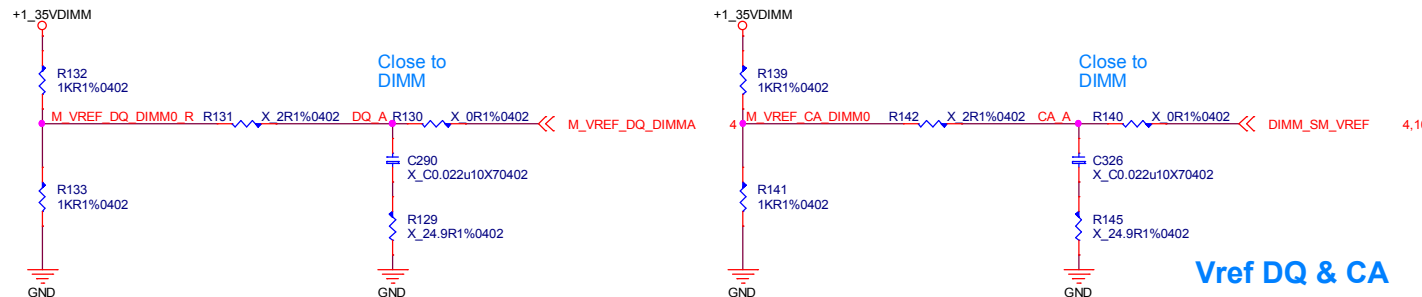 +1_35VDIMM
+1_35VDIMM
R132
1KR1%0402
Close to
DIMM
R139
1KR1%0402
Close to
DIMM
M_VREF_DQ_DIMM0_R R131 X_2R1%0402 DQ_A R130 X_0R1%0402 M_VREF_DQ_DIMMA 4
M_VREF_CA_DIMM0 R142 X_2R1%0402 CA_A R140 X_0R1%0402 DIMM_SM_VREF
C290
X_C0.022u10X70402
C326
X_C0.022u10X70402
R133
1KR1%0402
R141
1KR1%0402
R129
X_24.9R1%0402
R145
X_24.9R1%0402
Vref DQ & CA
GND
GND
GND
GND